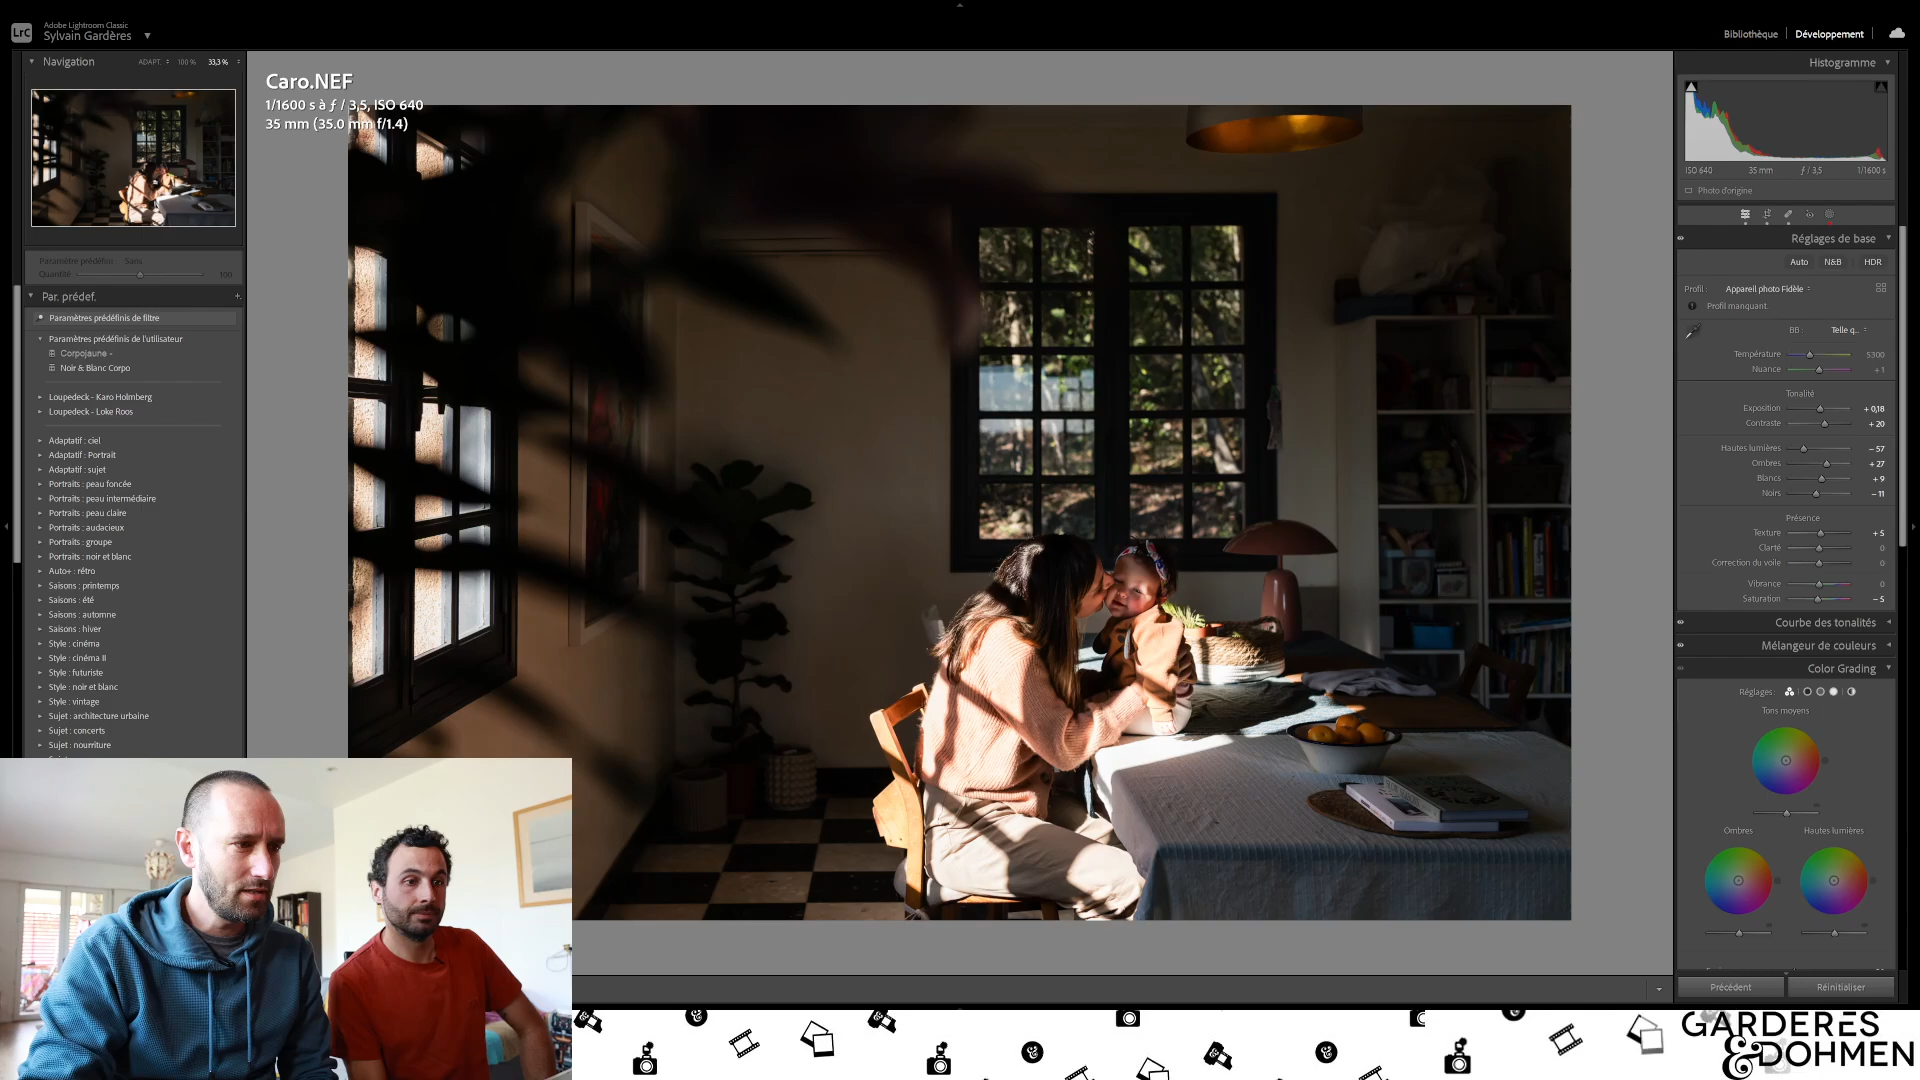 Adobe Lightroom Classic
Sylvain Gardères
Bibliothèque
Développement
Navigation
ADAPT.
100 %
33,3 %
Paramètre prédéfini : Sans
Quantité
100
Par. prédef.
Paramètres prédéfinis de filtre
Paramètres prédéfinis de l'utilisateur
Corpojaune -
Noir & Blanc Corpo
Loupedeck - Karo Holmberg
Loupedeck - Loke Roos
Adaptatif : ciel
Adaptatif : Portrait
Adaptatif : sujet
Portraits : peau foncée
Portraits : peau intermédiaire
Portraits : peau claire
Portraits : audacieux
Portraits : groupe
Portraits : noir et blanc
Auto+ : rétro
Saisons : printemps
Saisons : été
Saisons : automne
Saisons : hiver
Style : cinéma
Style : cinéma II
Style : futuriste
Style : noir et blanc
Style : vintage
Sujet : architecture urbaine
Sujet : concerts
Sujet : nourriture
Caro.NEF
1/1600 s à ƒ / 3,5, ISO 640
35 mm (35.0 mm f/1.4)
Histogramme
ISO 640
35 mm
ƒ / 3,5
1/1600 s
Photo d'origine
Réglages de base
Auto
N&B
HDR
Profil :
Appareil photo Fidèle
Profil manquant.
BB :
Telle q...
Température
5300
Nuance
+ 1
Tonalité
Exposition
+ 0,18
Contraste
+ 20
Hautes lumières
– 57
Ombres
+ 27
Blancs
+ 9
Noirs
– 11
Présence
Texture
+ 5
Clarté
0
Correction du voile
0
Vibrance
0
Saturation
– 5
Courbe des tonalités
Mélangeur de couleurs
Color Grading
Réglages :
Tons moyens
Ombres
Hautes lumières
Précédent
Réinitialiser
GARDERES
&DOHMEN